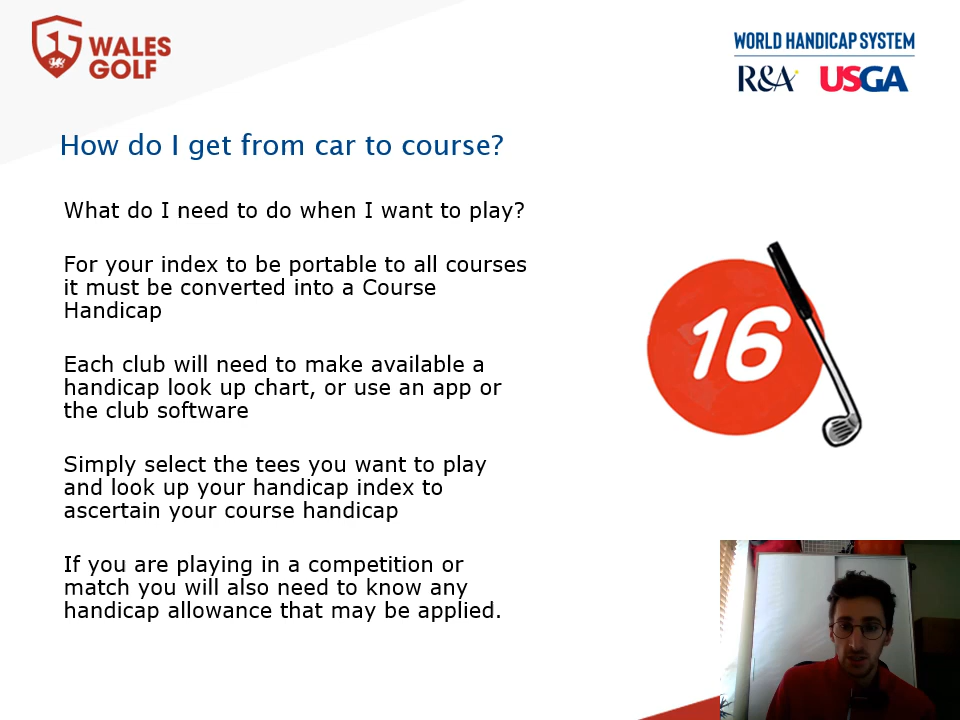 1
WALES
GOLF
WORLD HANDICAP SYSTEM
R&A
USGA
How do I get from car to course?
What do I need to do when I want to play?
For your index to be portable to all courses
it must be converted into a Course
Handicap
Each club will need to make available a
handicap look up chart, or use an app or
the club software
Simply select the tees you want to play
and look up your handicap index to
ascertain your course handicap
If you are playing in a competition or
match you will also need to know any
handicap allowance that may be applied.
16